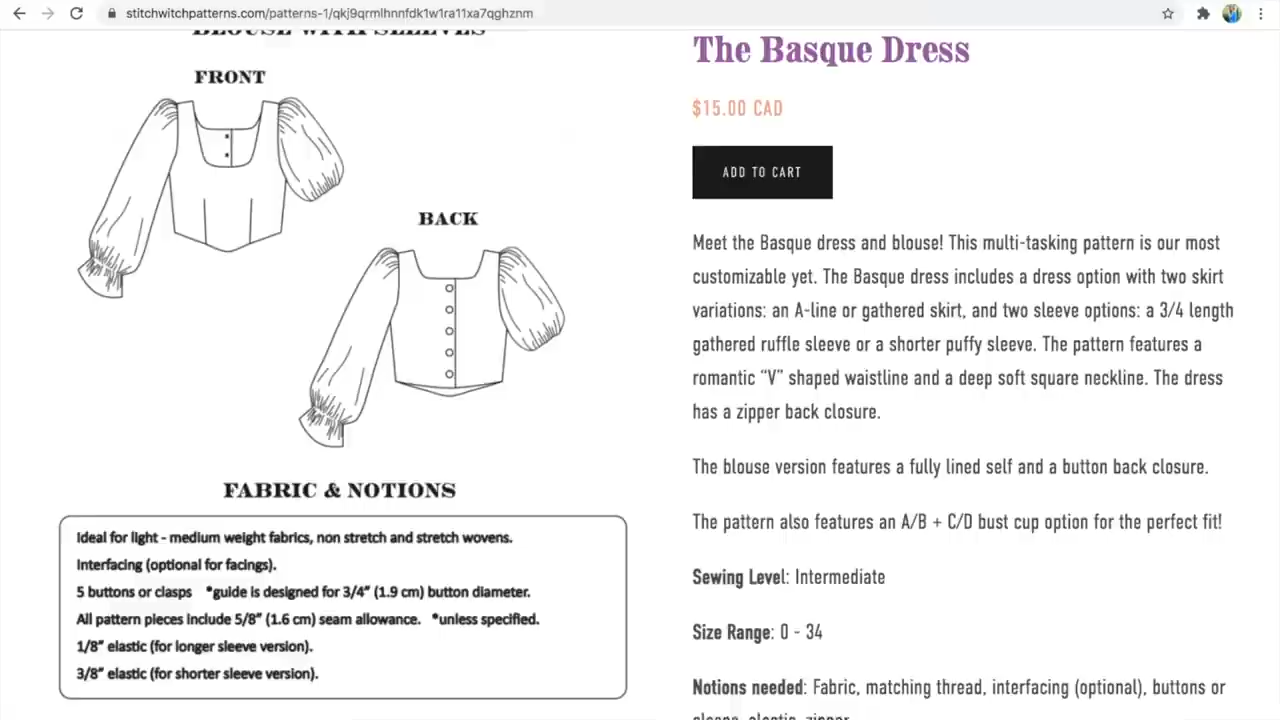 stitchwitchpatterns.com/patterns-1/qkj9qrmlhnnfdk1w1ra11xa7qghznm
BLOUSE WITH SLEEVES
FRONT
BACK
FABRIC & NOTIONS
Ideal for light - medium weight fabrics, non stretch and stretch wovens.
Interfacing (optional for facings).
5 buttons or clasps *guide is designed for 3/4" (1.9 cm) button diameter.
All pattern pieces include 5/8" (1.6 cm) seam allowance. *unless specified.
1/8" elastic (for longer sleeve version).
3/8" elastic (for shorter sleeve version).
The Basque Dress
$15.00 CAD
ADD TO CART
Meet the Basque dress and blouse! This multi-tasking pattern is our most
customizable yet. The Basque dress includes a dress option with two skirt
variations: an A-line or gathered skirt, and two sleeve options: a 3/4 length
gathered ruffle sleeve or a shorter puffy sleeve. The pattern features a
romantic “V” shaped waistline and a deep soft square neckline. The dress
has a zipper back closure.
The blouse version features a fully lined self and a button back closure.
The pattern also features an A/B + C/D bust cup option for the perfect fit!
Sewing Level: Intermediate
Size Range: 0 - 34
Notions needed: Fabric, matching thread, interfacing (optional), buttons or
elastic, zipper